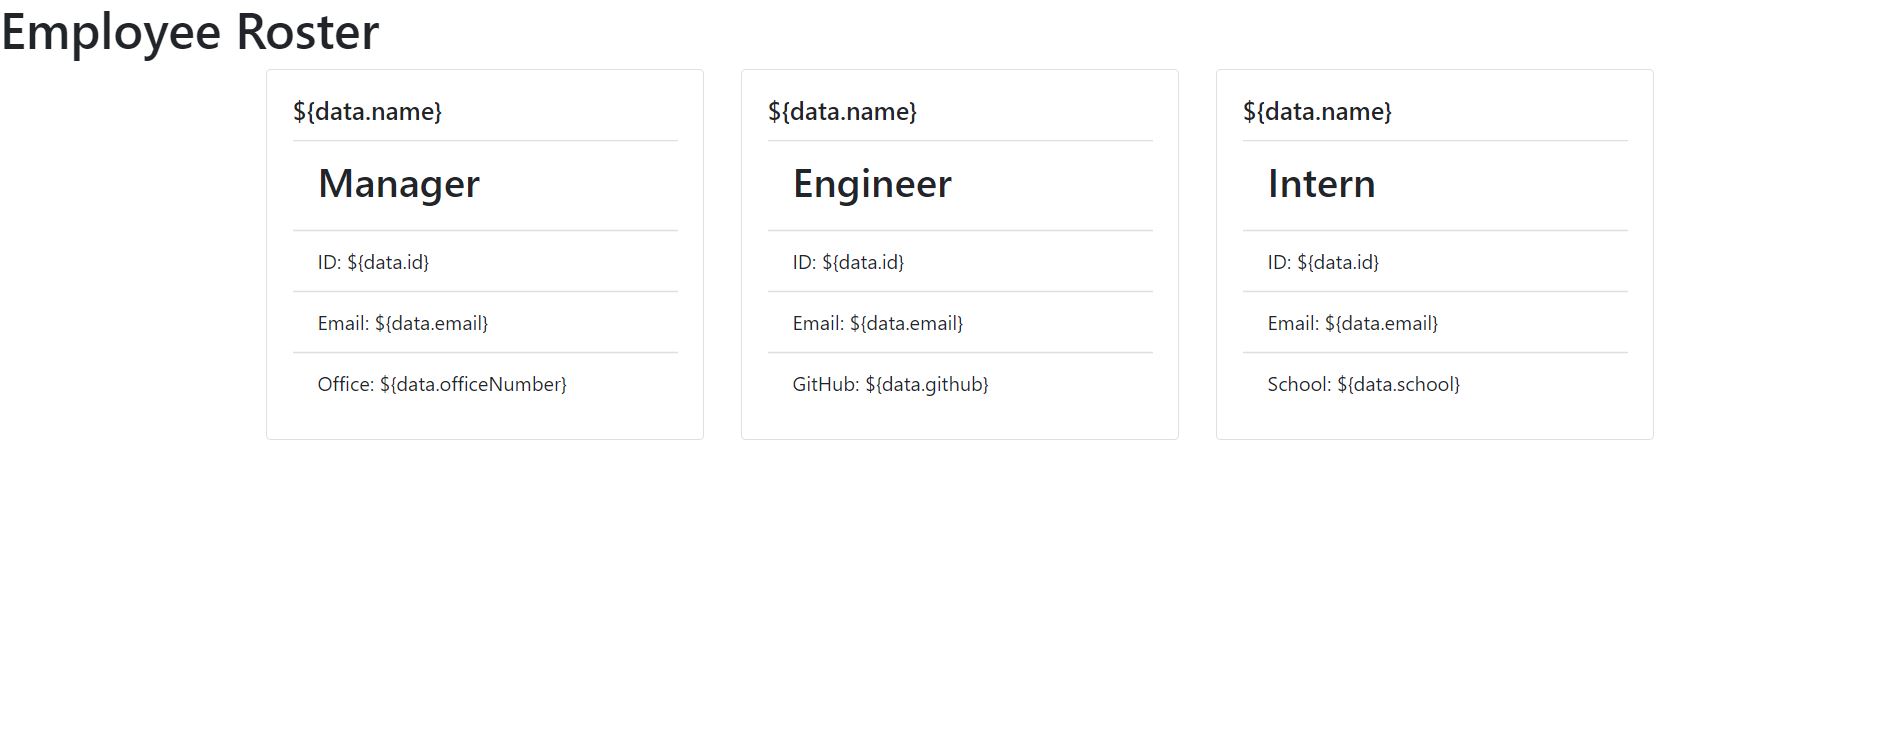 Employee Roster
${data.name}
Manager
ID: ${data.id}
Email: ${data.email}
Office: ${data.officeNumber}
${data.name}
Engineer
ID: ${data.id}
Email: ${data.email}
GitHub: ${data.github}
${data.name}
Intern
ID: ${data.id}
Email: ${data.email}
School: ${data.school}